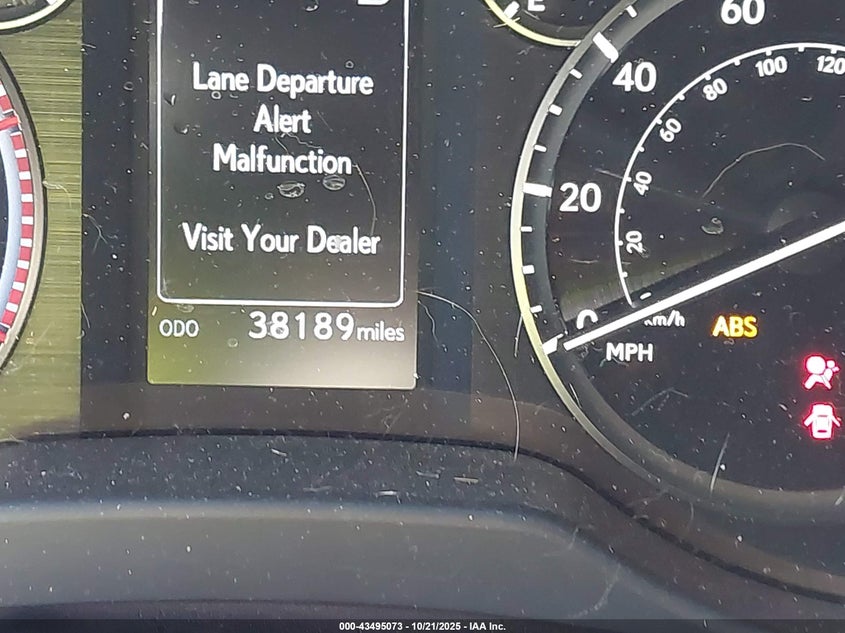 E
Lane Departure
Alert
Malfunction
Visit Your Dealer
ODO 38189 miles
60
40
20
0
120
100
80
60
40
20
km/h
MPH
ABS
000-43495073 - 10/21/2025 - IAA Inc.